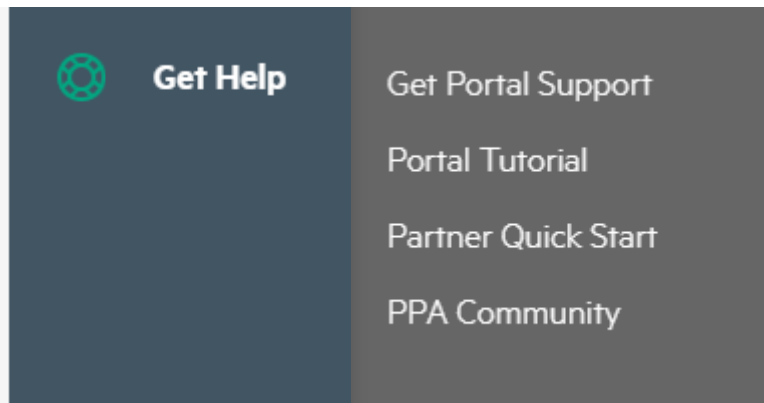 Get Help
Get Portal Support
Portal Tutorial
Partner Quick Start
PPA Community